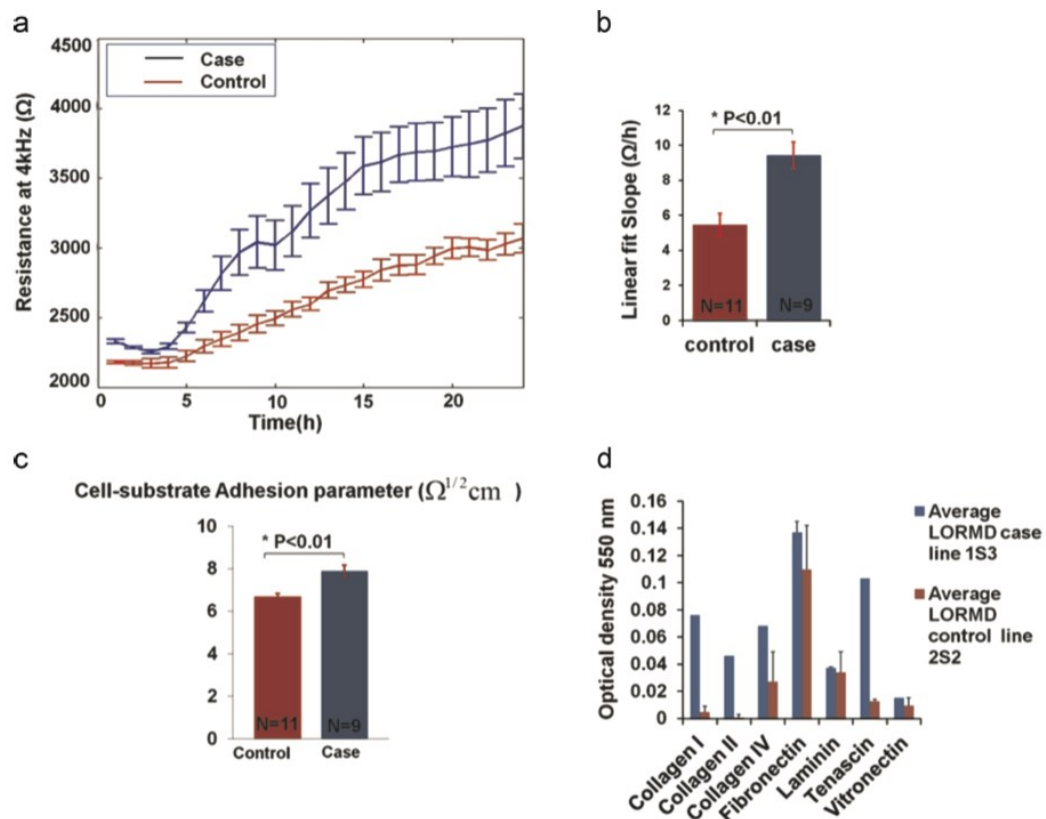 a
4500
4000
3500
3000
2500
2000
Resistance at 4kHz (Ω)
Case
Control
0 5 10 15 20
Time(h)
b
12
10
8
6
4
2
0
Linear fit Slope (Ω/h)
* P<0.01
N=11 N=9
control case
c
Cell-substrate Adhesion parameter (Ω^1/2 cm )
10
8
6
4
2
0
* P<0.01
N=11 N=9
Control Case
d
0.16
0.14
0.12
0.1
0.08
0.06
0.04
0.02
0
Optical density 550 nm
Collagen I
Collagen II
Collagen IV
Fibronectin
Laminin
Tenascin
Vitronectin
Average
LORMD case
line 1S3
Average
LORMD
control line
2S2